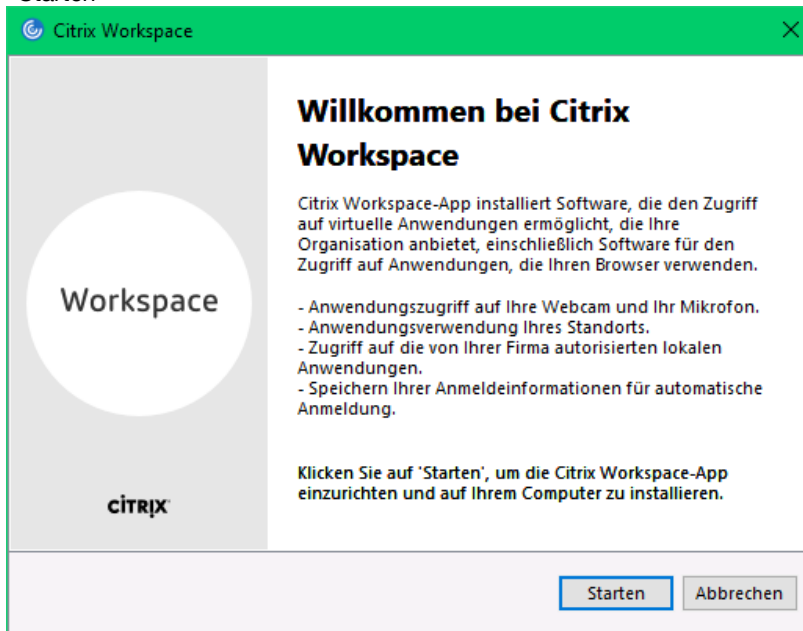 Citrix Workspace
Willkommen bei Citrix
Workspace
Citrix Workspace-App installiert Software, die den Zugriff
auf virtuelle Anwendungen ermöglicht, die Ihre
Organisation anbietet, einschließlich Software für den
Zugriff auf Anwendungen, die Ihren Browser verwenden.
- Anwendungszugriff auf Ihre Webcam und Ihr Mikrofon.
- Anwendungsverwendung Ihres Standorts.
- Zugriff auf die von Ihrer Firma autorisierten lokalen
Anwendungen.
- Speichern Ihrer Anmeldeinformationen für automatische
Anmeldung.
Klicken Sie auf 'Starten', um die Citrix Workspace-App
einzurichten und auf Ihrem Computer zu installieren.
Workspace
citrix
Starten
Abbrechen